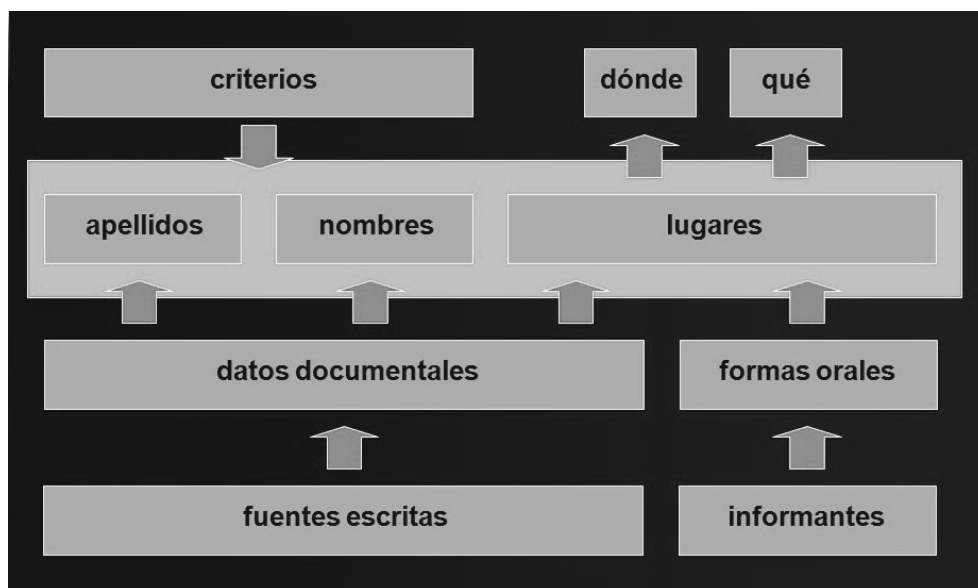 criterios
dónde
qué
apellidos
nombres
lugares
datos documentales
formas orales
fuentes escritas
informantes